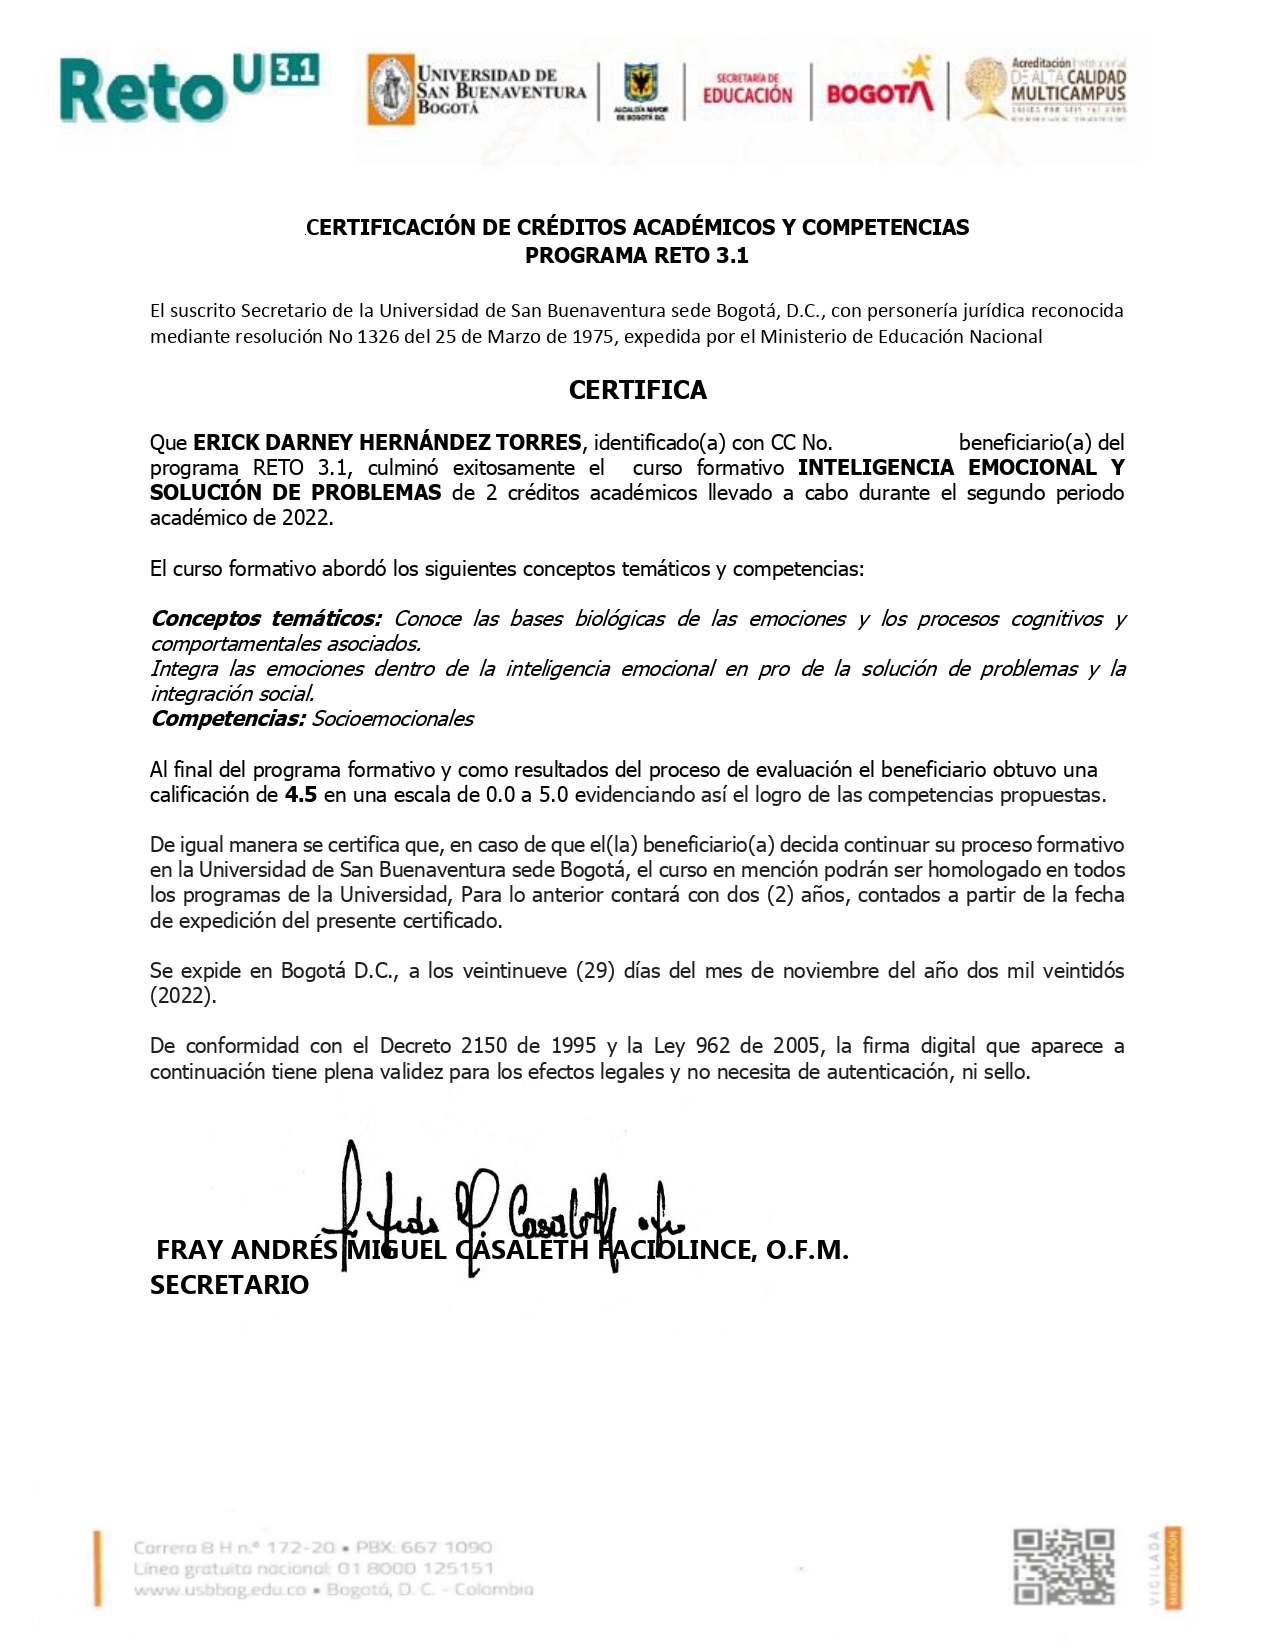 Reto U 3.1
UNIVERSIDAD DE
SAN BUENAVENTURA
BOGOTÁ
ALCALDÍA MAYOR
DE BOGOTÁ D.C.
SECRETARÍA DE
EDUCACIÓN
BOGOTÁ
Acreditación Institucional
DE ALTA CALIDAD
MULTICAMPUS
CERTIFICACIÓN DE CRÉDITOS ACADÉMICOS Y COMPETENCIAS
PROGRAMA RETO 3.1
El suscrito Secretario de la Universidad de San Buenaventura sede Bogotá, D.C., con personería jurídica reconocida
mediante resolución No 1326 del 25 de Marzo de 1975, expedida por el Ministerio de Educación Nacional
CERTIFICA
Que ERICK DARNEY HERNÁNDEZ TORRES, identificado(a) con CC No. beneficiario(a) del
programa RETO 3.1, culminó exitosamente el curso formativo INTELIGENCIA EMOCIONAL Y
SOLUCIÓN DE PROBLEMAS de 2 créditos académicos llevado a cabo durante el segundo periodo
académico de 2022.
El curso formativo abordó los siguientes conceptos temáticos y competencias:
Conceptos temáticos: Conoce las bases biológicas de las emociones y los procesos cognitivos y
comportamentales asociados.
Integra las emociones dentro de la inteligencia emocional en pro de la solución de problemas y la
integración social.
Competencias: Socioemocionales
Al final del programa formativo y como resultados del proceso de evaluación el beneficiario obtuvo una
calificación de 4.5 en una escala de 0.0 a 5.0 evidenciando así el logro de las competencias propuestas.
De igual manera se certifica que, en caso de que el(la) beneficiario(a) decida continuar su proceso formativo
en la Universidad de San Buenaventura sede Bogotá, el curso en mención podrán ser homologado en todos
los programas de la Universidad, Para lo anterior contará con dos (2) años, contados a partir de la fecha
de expedición del presente certificado.
Se expide en Bogotá D.C., a los veintinueve (29) días del mes de noviembre del año dos mil veintidós
(2022).
De conformidad con el Decreto 2150 de 1995 y la Ley 962 de 2005, la firma digital que aparece a
continuación tiene plena validez para los efectos legales y no necesita de autenticación, ni sello.
FRAY ANDRÉS MIGUEL CASALETH FACIOLINCE, O.F.M.
SECRETARIO
Carrera 8 H n.° 172-20 • PBX: 667 1090
Línea gratuita nacional: 01 8000 125151
www.usbbog.edu.co • Bogotá, D. C. - Colombia
VIGILADA
MINEDUCACIÓN